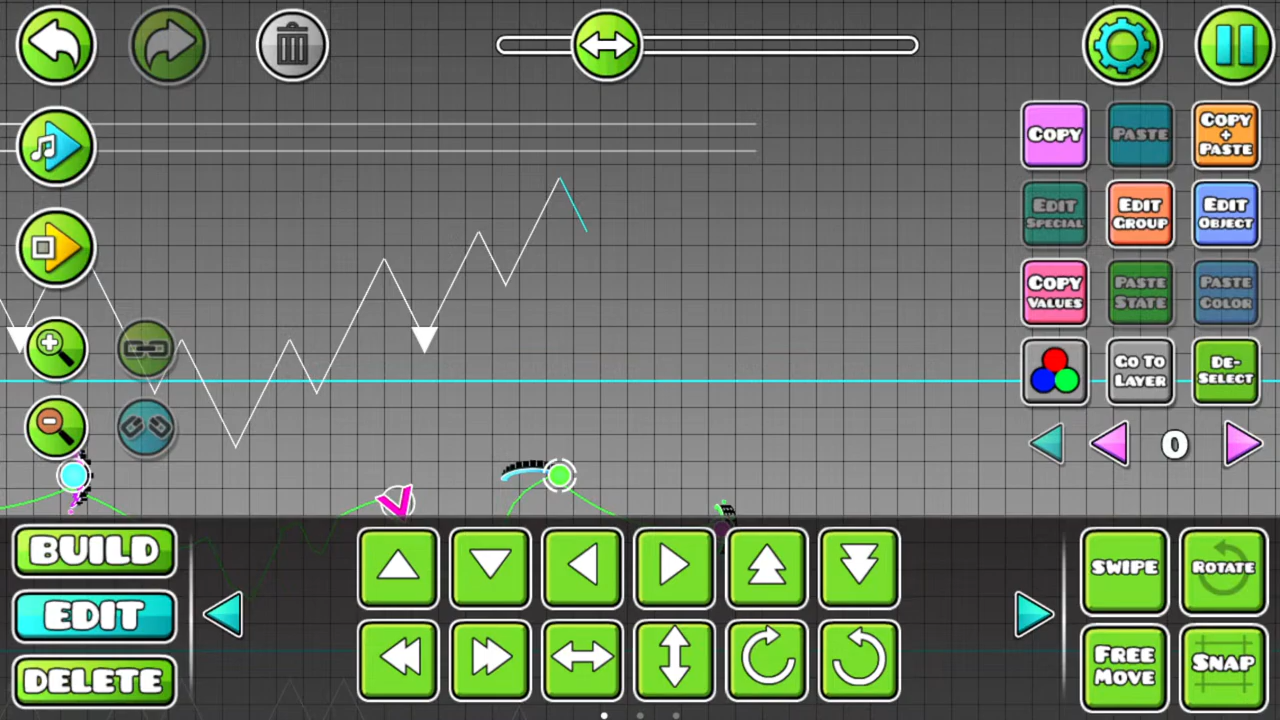 COPY
PASTE
COPY
+
PASTE
EDIT
SPECIAL
EDIT
GROUP
EDIT
OBJECT
COPY
VALUES
PASTE
STATE
PASTE
COLOR
GO TO
LAYER
DE-
SELECT
0
BUILD
EDIT
DELETE
SWIPE
ROTATE
FREE
MOVE
SNAP